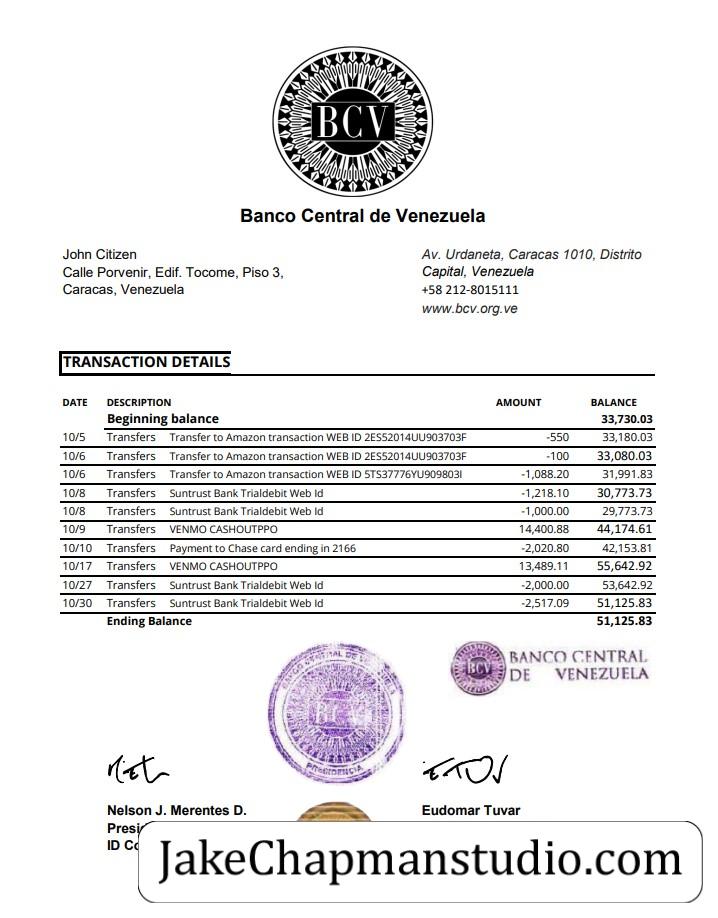 BCV
Banco Central de Venezuela
John Citizen
Calle Porvenir, Edif. Tocome, Piso 3,
Caracas, Venezuela
Av. Urdaneta, Caracas 1010, Distrito
Capital, Venezuela
+58 212-8015111
www.bcv.org.ve
TRANSACTION DETAILS
DATE DESCRIPTION AMOUNT BALANCE
Beginning balance 33,730.03
10/5 Transfers Transfer to Amazon transaction WEB ID 2ES52014UU903703F -550 33,180.03
10/6 Transfers Transfer to Amazon transaction WEB ID 2ES52014UU903703F -100 33,080.03
10/6 Transfers Transfer to Amazon transaction WEB ID 5TS37776YU909803I -1,088.20 31,991.83
10/8 Transfers Suntrust Bank Trialdebit Web Id -1,218.10 30,773.73
10/8 Transfers Suntrust Bank Trialdebit Web Id -1,000.00 29,773.73
10/9 Transfers VENMO CASHOUTPPO 14,400.88 44,174.61
10/10 Transfers Payment to Chase card ending in 2166 -2,020.80 42,153.81
10/17 Transfers VENMO CASHOUTPPO 13,489.11 55,642.92
10/27 Transfers Suntrust Bank Trialdebit Web Id -2,000.00 53,642.92
10/30 Transfers Suntrust Bank Trialdebit Web Id -2,517.09 51,125.83
Ending Balance 51,125.83
BANCO CENTRAL DE VENEZUELA
BCV
PRESIDENCIA
BCV
BANCO CENTRAL
DE VENEZUELA
Nelson J. Merentes D.
Eudomar Tuvar
Presi
ID Co
JakeChapmanstudio.com